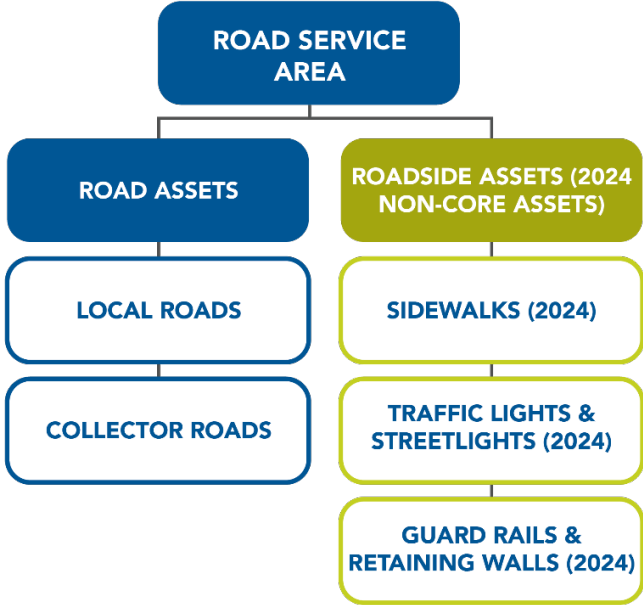 ROAD SERVICE
AREA
ROAD ASSETS
LOCAL ROADS
COLLECTOR ROADS
ROADSIDE ASSETS (2024
NON-CORE ASSETS)
SIDEWALKS (2024)
TRAFFIC LIGHTS &
STREETLIGHTS (2024)
GUARD RAILS &
RETAINING WALLS (2024)